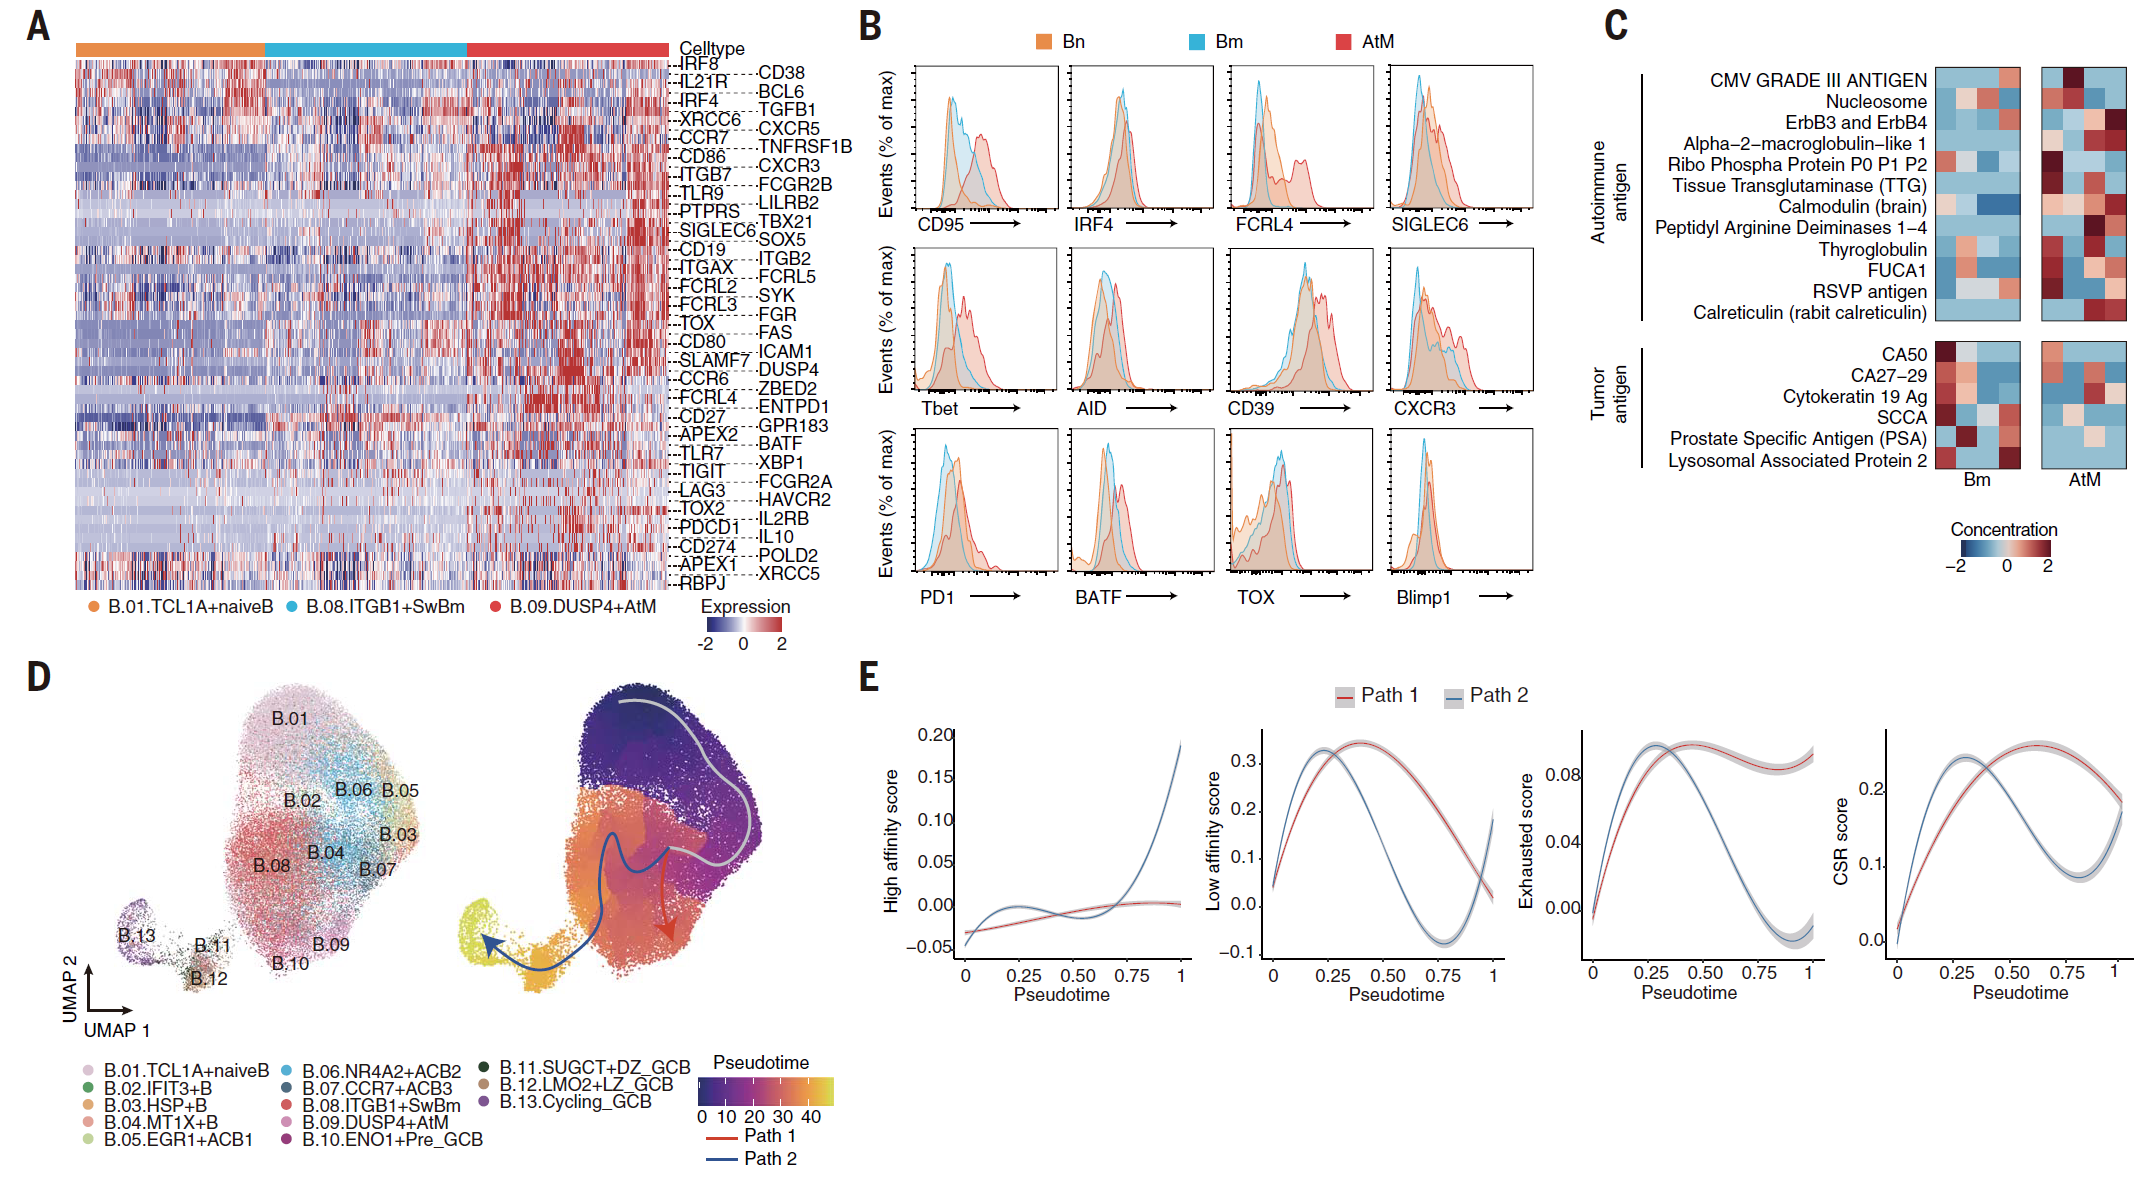 A
Celltype
IRF8
CD38
IL21R
BCL6
IRF4
TGFB1
XRCC6
CXCR5
CCR7
TNFRSF1B
CD86
CXCR3
ITGB7
FCGR2B
TLR9
LILRB2
PTPRS
TBX21
SIGLEC6
SOX5
CD19
ITGB2
ITGAX
FCRL5
FCRL2
SYK
FCRL3
FGR
TOX
FAS
CD80
ICAM1
SLAMF7
DUSP4
CCR6
ZBED2
FCRL4
ENTPD1
CD27
GPR183
APEX2
BATF
TLR7
XBP1
TIGIT
FCGR2A
LAG3
HAVCR2
TOX2
IL2RB
PDCD1
IL10
CD274
POLD2
APEX1
XRCC5
RBPJ
B.01.TCL1A+naiveB B.08.ITGB1+SwBm B.09.DUSP4+AtM
Expression
-2 0 2
B
Bn Bm AtM
Events (% of max)
CD95 IRF4 FCRL4 SIGLEC6
Events (% of max)
Tbet AID CD39 CXCR3
Events (% of max)
PD1 BATF TOX Blimp1
C
Autoimmune
antigen
CMV GRADE III ANTIGEN
Nucleosome
ErbB3 and ErbB4
Alpha−2−macroglobulin−like 1
Ribo Phospha Protein P0 P1 P2
Tissue Transglutaminase (TTG)
Calmodulin (brain)
Peptidyl Arginine Deiminases 1−4
Thyroglobulin
FUCA1
RSVP antigen
Calreticulin (rabit calreticulin)
Tumor
antigen
CA50
CA27−29
Cytokeratin 19 Ag
SCCA
Prostate Specific Antigen (PSA)
Lysosomal Associated Protein 2
Bm AtM
Concentration
−2 0 2
D
B.01
B.06 B.05
B.02
B.03
B.04
B.08
B.07
B.13
B.11
B.09
B.10
B.12
UMAP 2
UMAP 1
B.01.TCL1A+naiveB
B.02.IFIT3+B
B.03.HSP+B
B.04.MT1X+B
B.05.EGR1+ACB1
B.06.NR4A2+ACB2
B.07.CCR7+ACB3
B.08.ITGB1+SwBm
B.09.DUSP4+AtM
B.10.ENO1+Pre_GCB
B.11.SUGCT+DZ_GCB
B.12.LMO2+LZ_GCB
B.13.Cycling_GCB
Pseudotime
0 10 20 30 40
Path 1
Path 2
E
Path 1 Path 2
High affinity score
0.20
0.15
0.10
0.05
0.00
−0.05
0 0.25 0.50 0.75 1
Pseudotime
Low affinity score
0.3
0.2
0.1
0.0
−0.1
0 0.25 0.50 0.75 1
Pseudotime
Exhausted score
0.08
0.04
0.00
0 0.25 0.50 0.75 1
Pseudotime
CSR score
0.2
0.1
0.0
0 0.25 0.50 0.75 1
Pseudotime